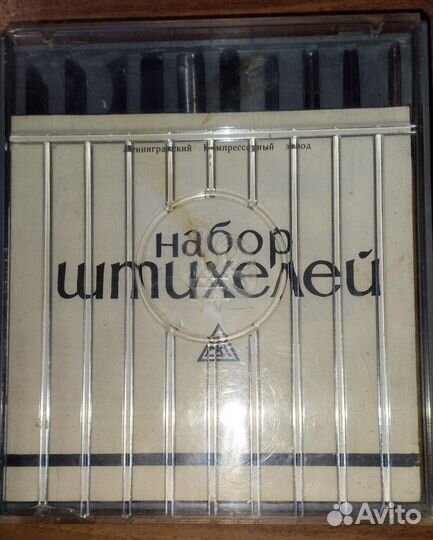 Ленинградский Компрессорный завод
набор
штихелей
Avito